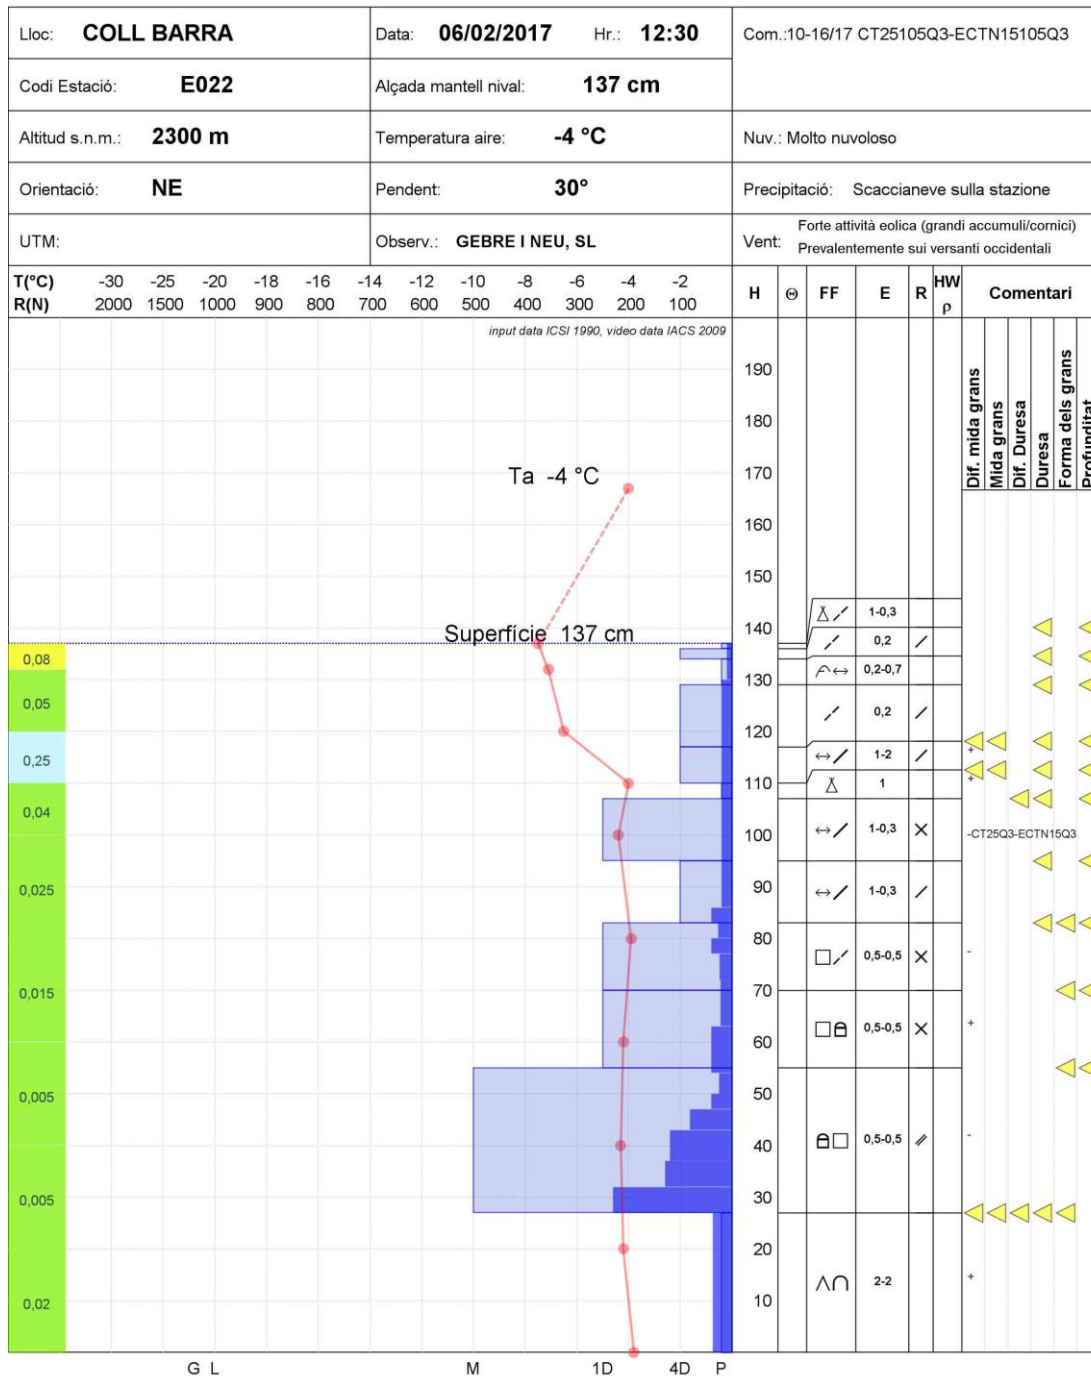 Lloc: COLL BARRA
Data: 06/02/2017 Hr.: 12:30
Com.:10-16/17 CT25105Q3-ECTN15105Q3
Codi Estació: E022
Alçada mantell nival: 137 cm
Altitud s.n.m.: 2300 m
Temperatura aire: -4 °C
Nuv.: Molto nuvoloso
Orientació: NE
Pendent: 30°
Precipitació: Scaccianeve sulla stazione
UTM:
Observ.: GEBRE I NEU, SL
Vent: Forte attività eolica (grandi accumuli/cornici)
Prevalentemente sui versanti occidentali
T(°C) -30 -25 -20 -18 -16 -14 -12 -10 -8 -6 -4 -2
R(N) 2000 1500 1000 900 800 700 600 500 400 300 200 100
H Θ FF E R HW ρ Comentari
input data ICSI 1990, video data IACS 2009
Dif. mida grans
Mida grans
Dif. Duresa
Duresa
Forma dels grans
Profunditat
190
180
170
Ta -4 °C
160
150
1-0,3
140
Superfície 137 cm
0,2 /
0,08
0,2-0,7
130
0,05
0,2 /
120
0,25
1-2 / +
110
1 +
0,04
100
1-0,3 X -CT25Q3-ECTN15Q3
0,025
90
1-0,3 /
80
0,5-0,5 X -
0,015
70
60
0,5-0,5 X +
0,005
50
40
0,5-0,5 -
0,005
30
20
2-2 +
0,02
10
G L M 1D 4D P